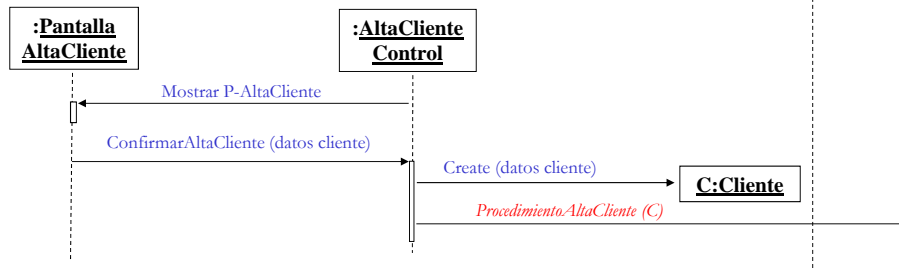 :Pantalla
AltaCliente
:AltaCliente
Control
Mostrar P-AltaCliente
ConfirmarAltaCliente (datos cliente)
Create (datos cliente)
C:Cliente
ProcedimientoAltaCliente (C)